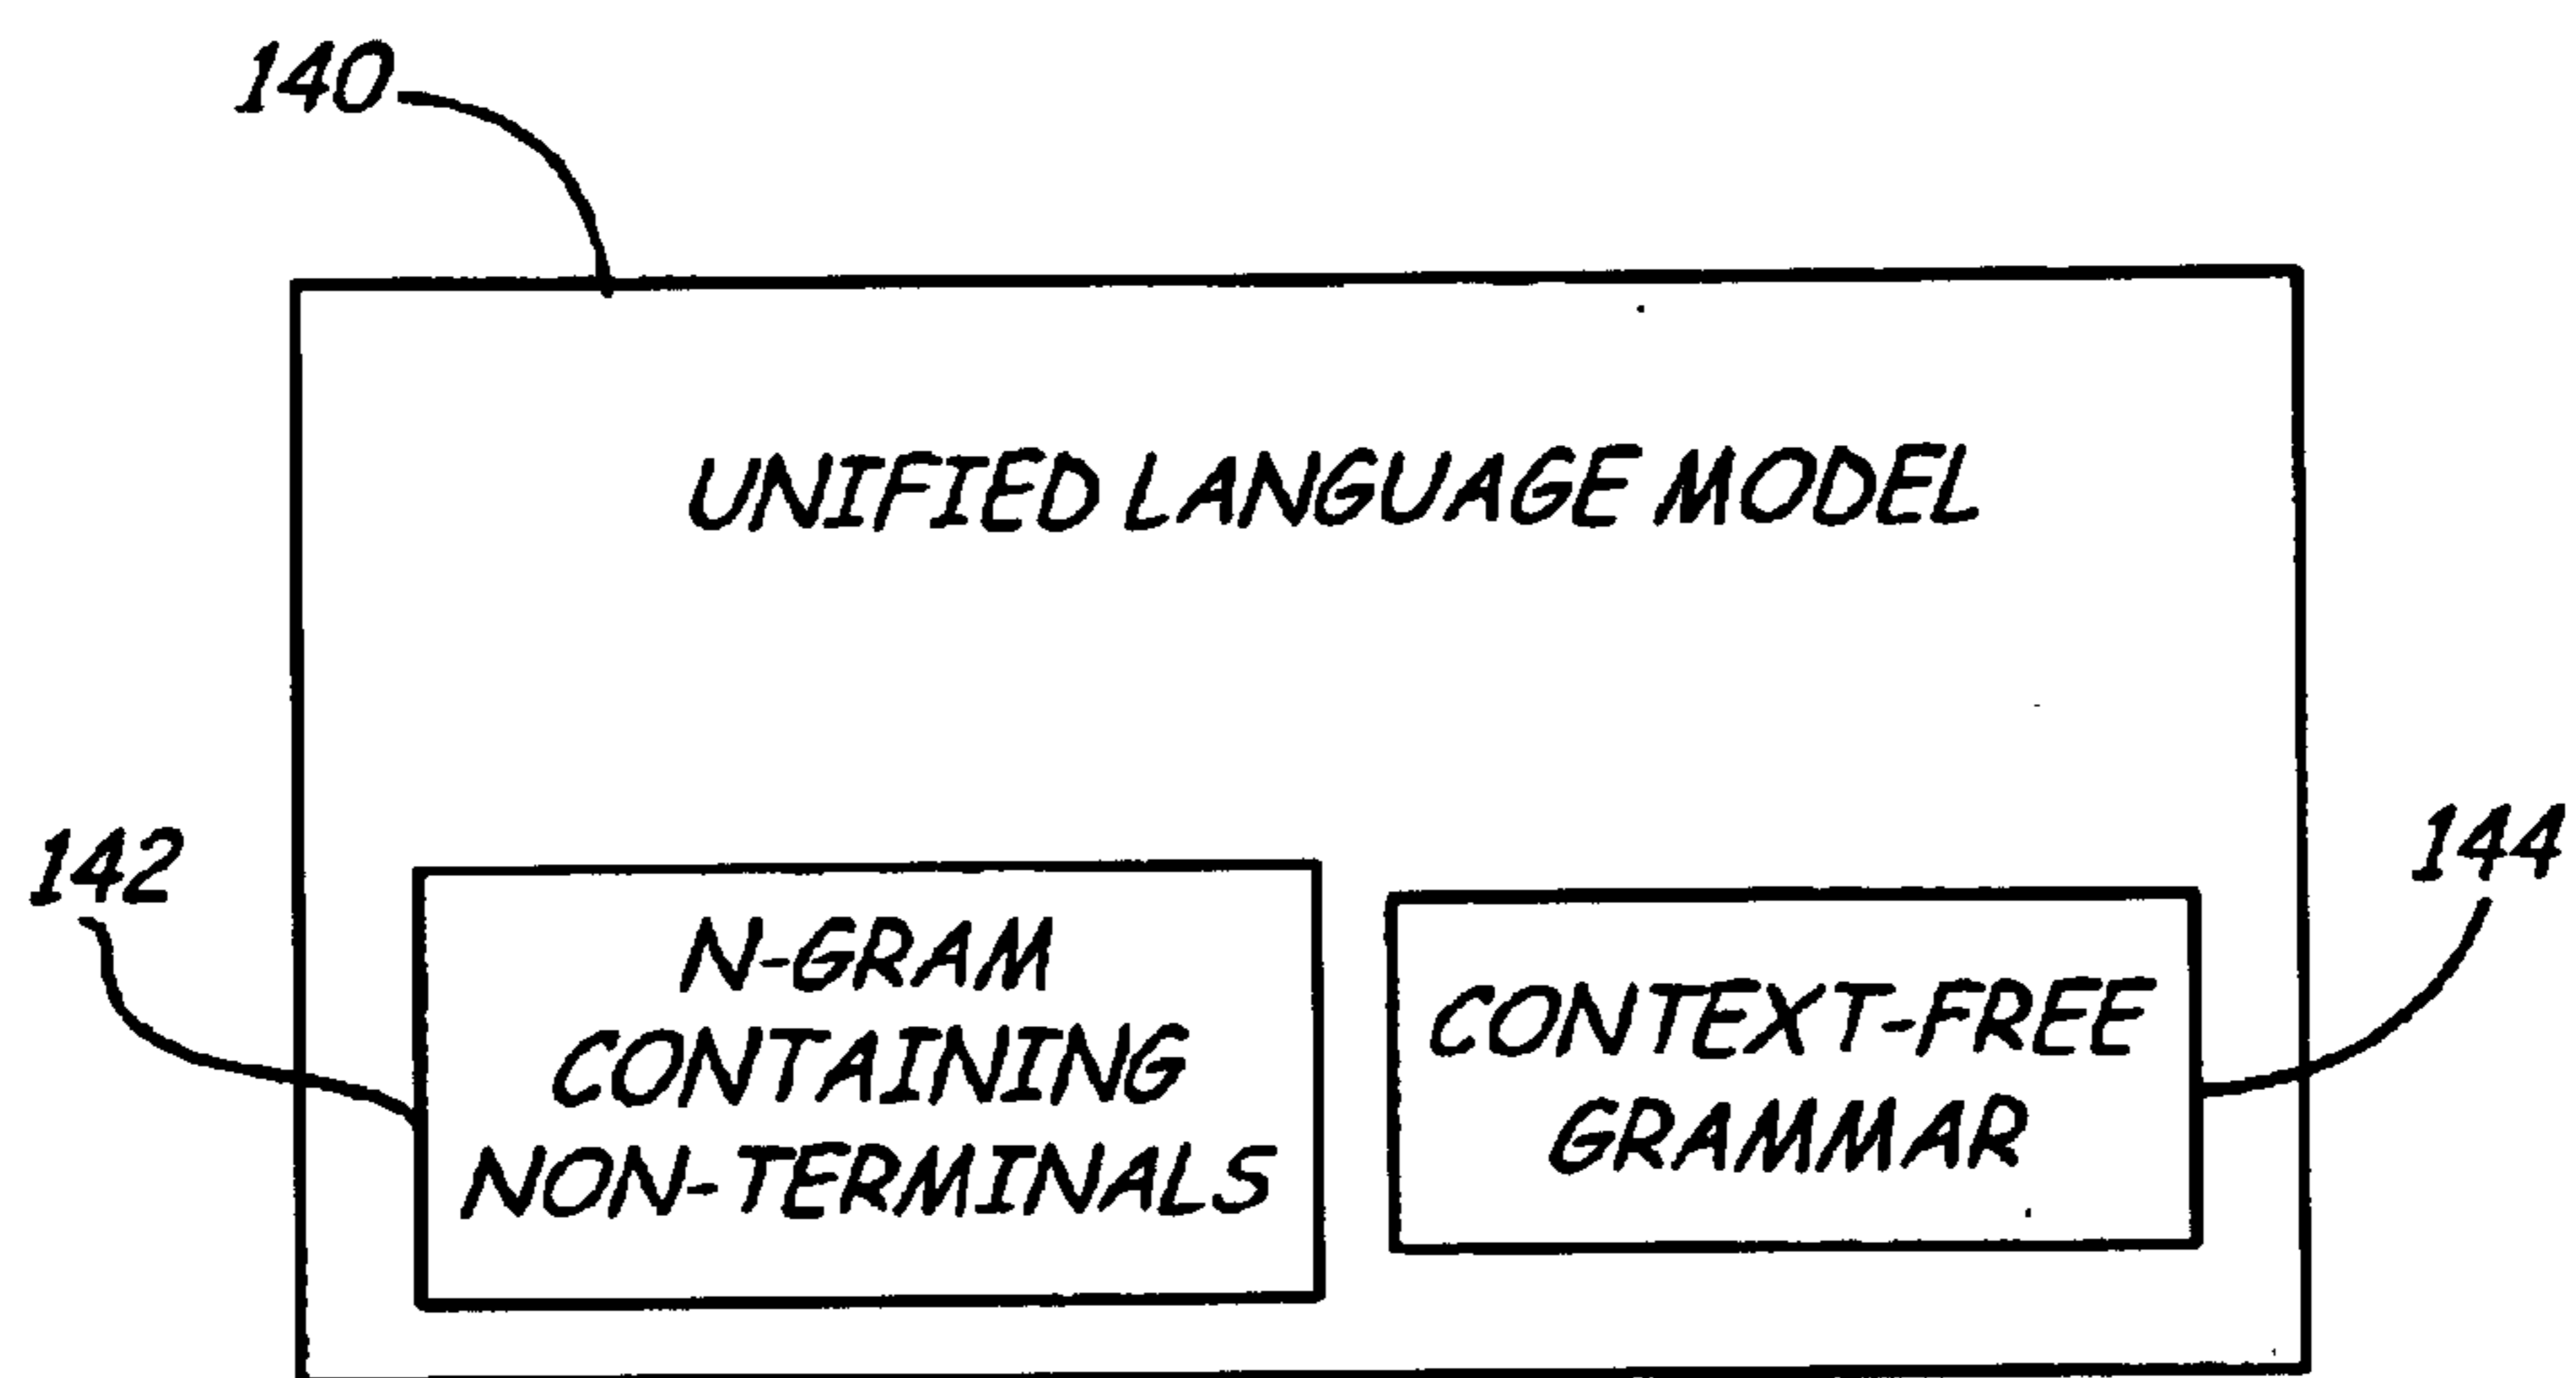 140
UNIFIED LANGUAGE MODEL
142
144
N-GRAM
CONTAINING
NON-TERMINALS
CONTEXT-FREE
GRAMMAR